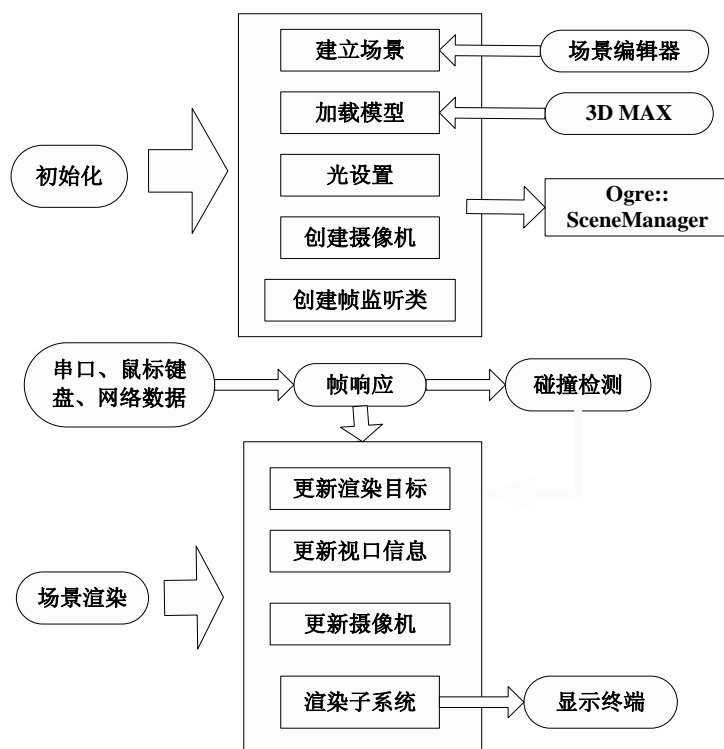 建立场景
场景编辑器
加载模型
3D MAX
初始化
光设置
Ogre::
SceneManager
创建摄像机
创建帧监听类
串口、鼠标键
盘、网络数据
帧响应
碰撞检测
更新渲染目标
更新视口信息
场景渲染
更新摄像机
渲染子系统
显示终端